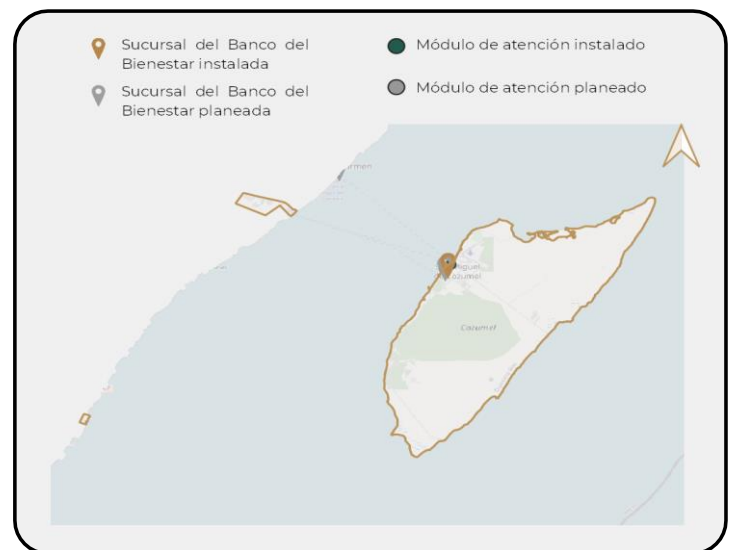 Sucursal del Banco del
Bienestar instalada
Sucursal del Banco del
Bienestar planeada
Módulo de atención instalado
Módulo de atención planeado
Cozumel